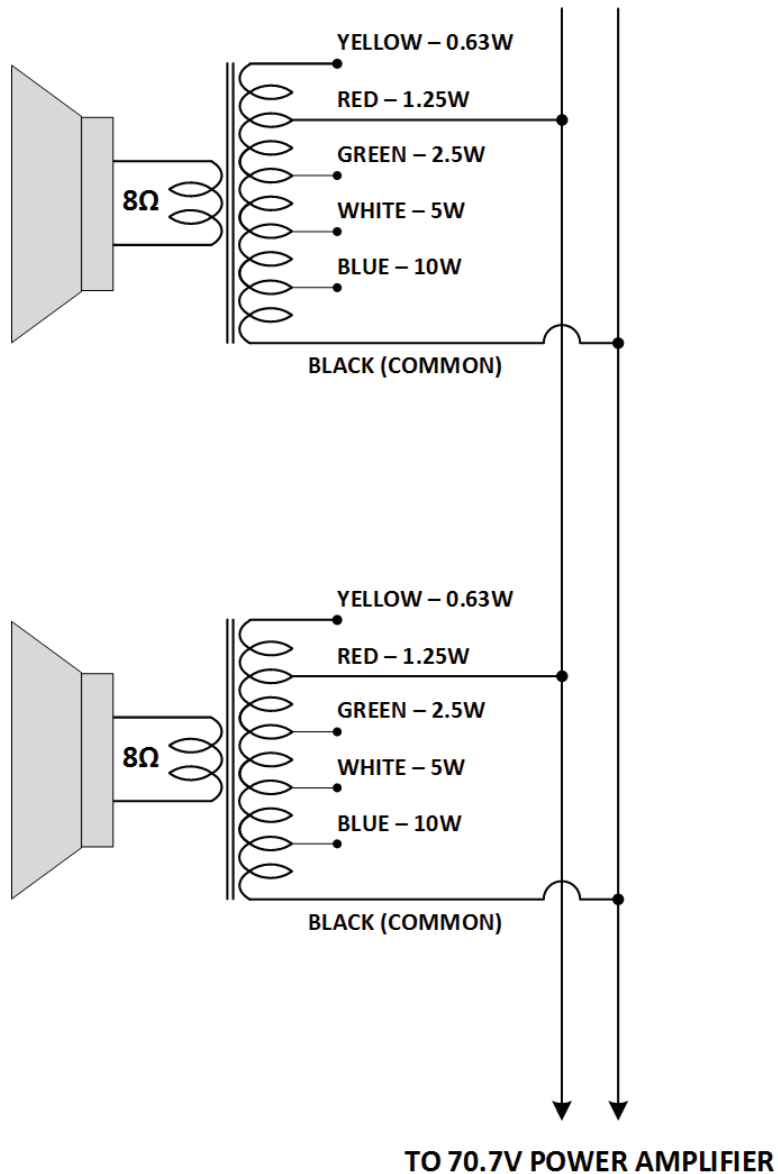 YELLOW – 0.63W
RED – 1.25W
GREEN – 2.5W
8Ω
WHITE – 5W
BLUE – 10W
BLACK (COMMON)
YELLOW – 0.63W
RED – 1.25W
GREEN – 2.5W
8Ω
WHITE – 5W
BLUE – 10W
BLACK (COMMON)
TO 70.7V POWER AMPLIFIER